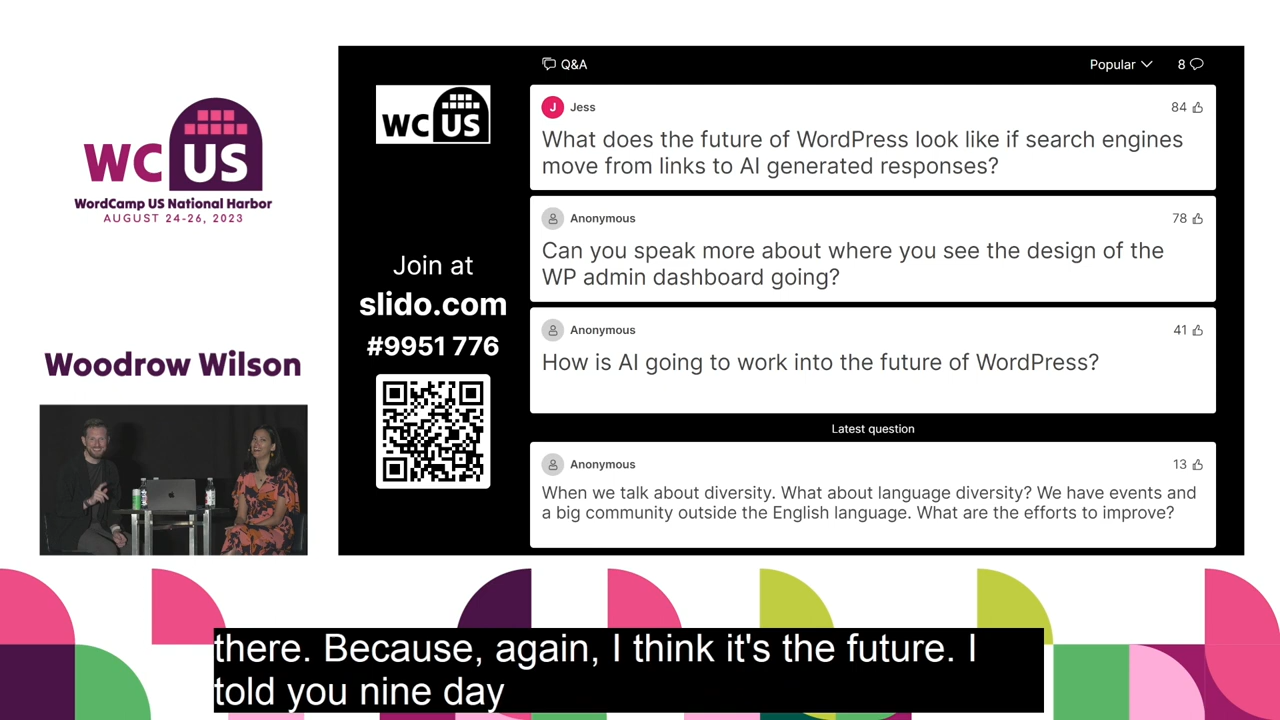 WC US
WordCamp US National Harbor
AUGUST 24-26, 2023
Woodrow Wilson
WC US
Join at
slido.com
#9951 776
Q&A
Popular
8
J
Jess
84
What does the future of WordPress look like if search engines
move from links to AI generated responses?
Anonymous
78
Can you speak more about where you see the design of the
WP admin dashboard going?
Anonymous
41
How is AI going to work into the future of WordPress?
Latest question
Anonymous
13
When we talk about diversity. What about language diversity? We have events and
a big community outside the English language. What are the efforts to improve?
there. Because, again, I think it's the future. I
told you nine day